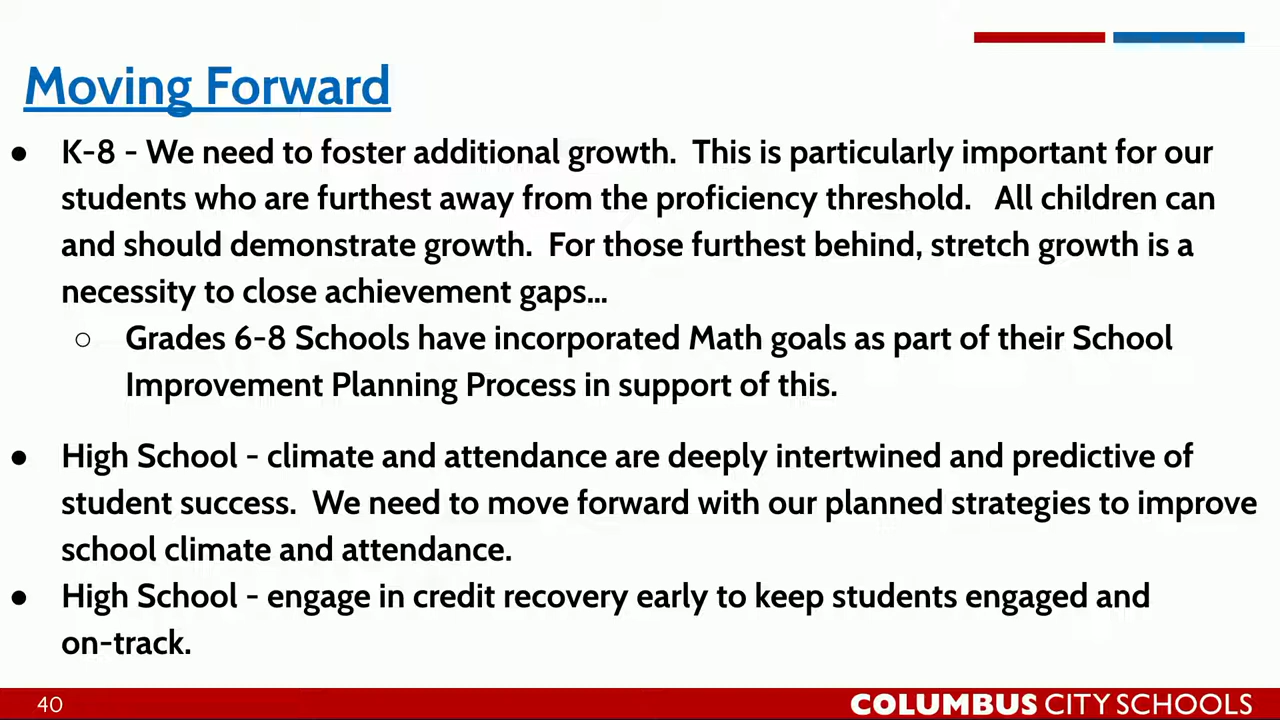 Moving Forward
● K-8 - We need to foster additional growth.  This is particularly important for our
students who are furthest away from the proficiency threshold.   All children can
and should demonstrate growth.  For those furthest behind, stretch growth is a
necessity to close achievement gaps...
○ Grades 6-8 Schools have incorporated Math goals as part of their School
Improvement Planning Process in support of this.
● High School - climate and attendance are deeply intertwined and predictive of
student success.  We need to move forward with our planned strategies to improve
school climate and attendance.
● High School - engage in credit recovery early to keep students engaged and
on-track.
40
COLUMBUS CITY SCHOOLS